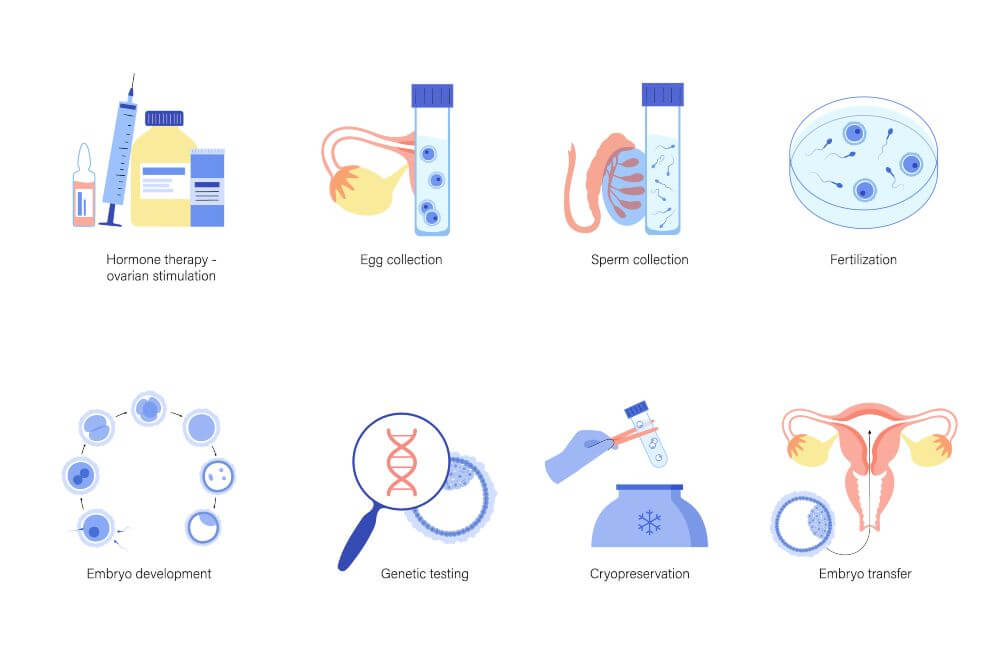 Hormone therapy -
ovarian stimulation
Egg collection
Sperm collection
Fertilization
Embryo development
Genetic testing
Cryopreservation
Embryo transfer